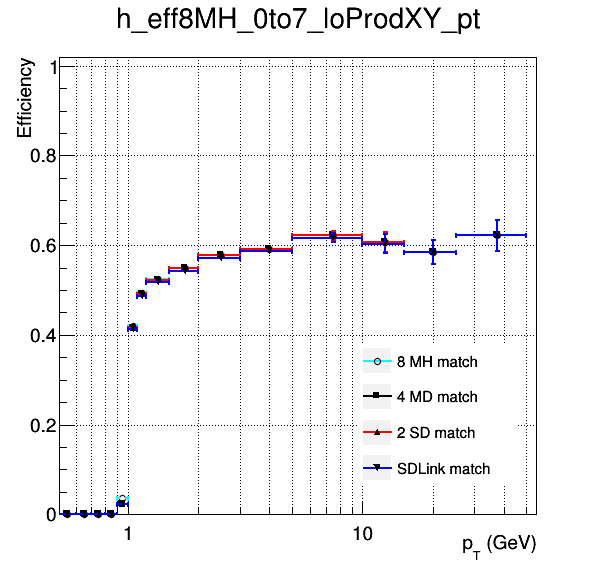 h_eff8MH_0to7_loProdXY_pt
Efficiency
1
0.8
0.6
0.4
0.2
0
8 MH match
4 MD match
2 SD match
SDLink match
1
10
p_T (GeV)